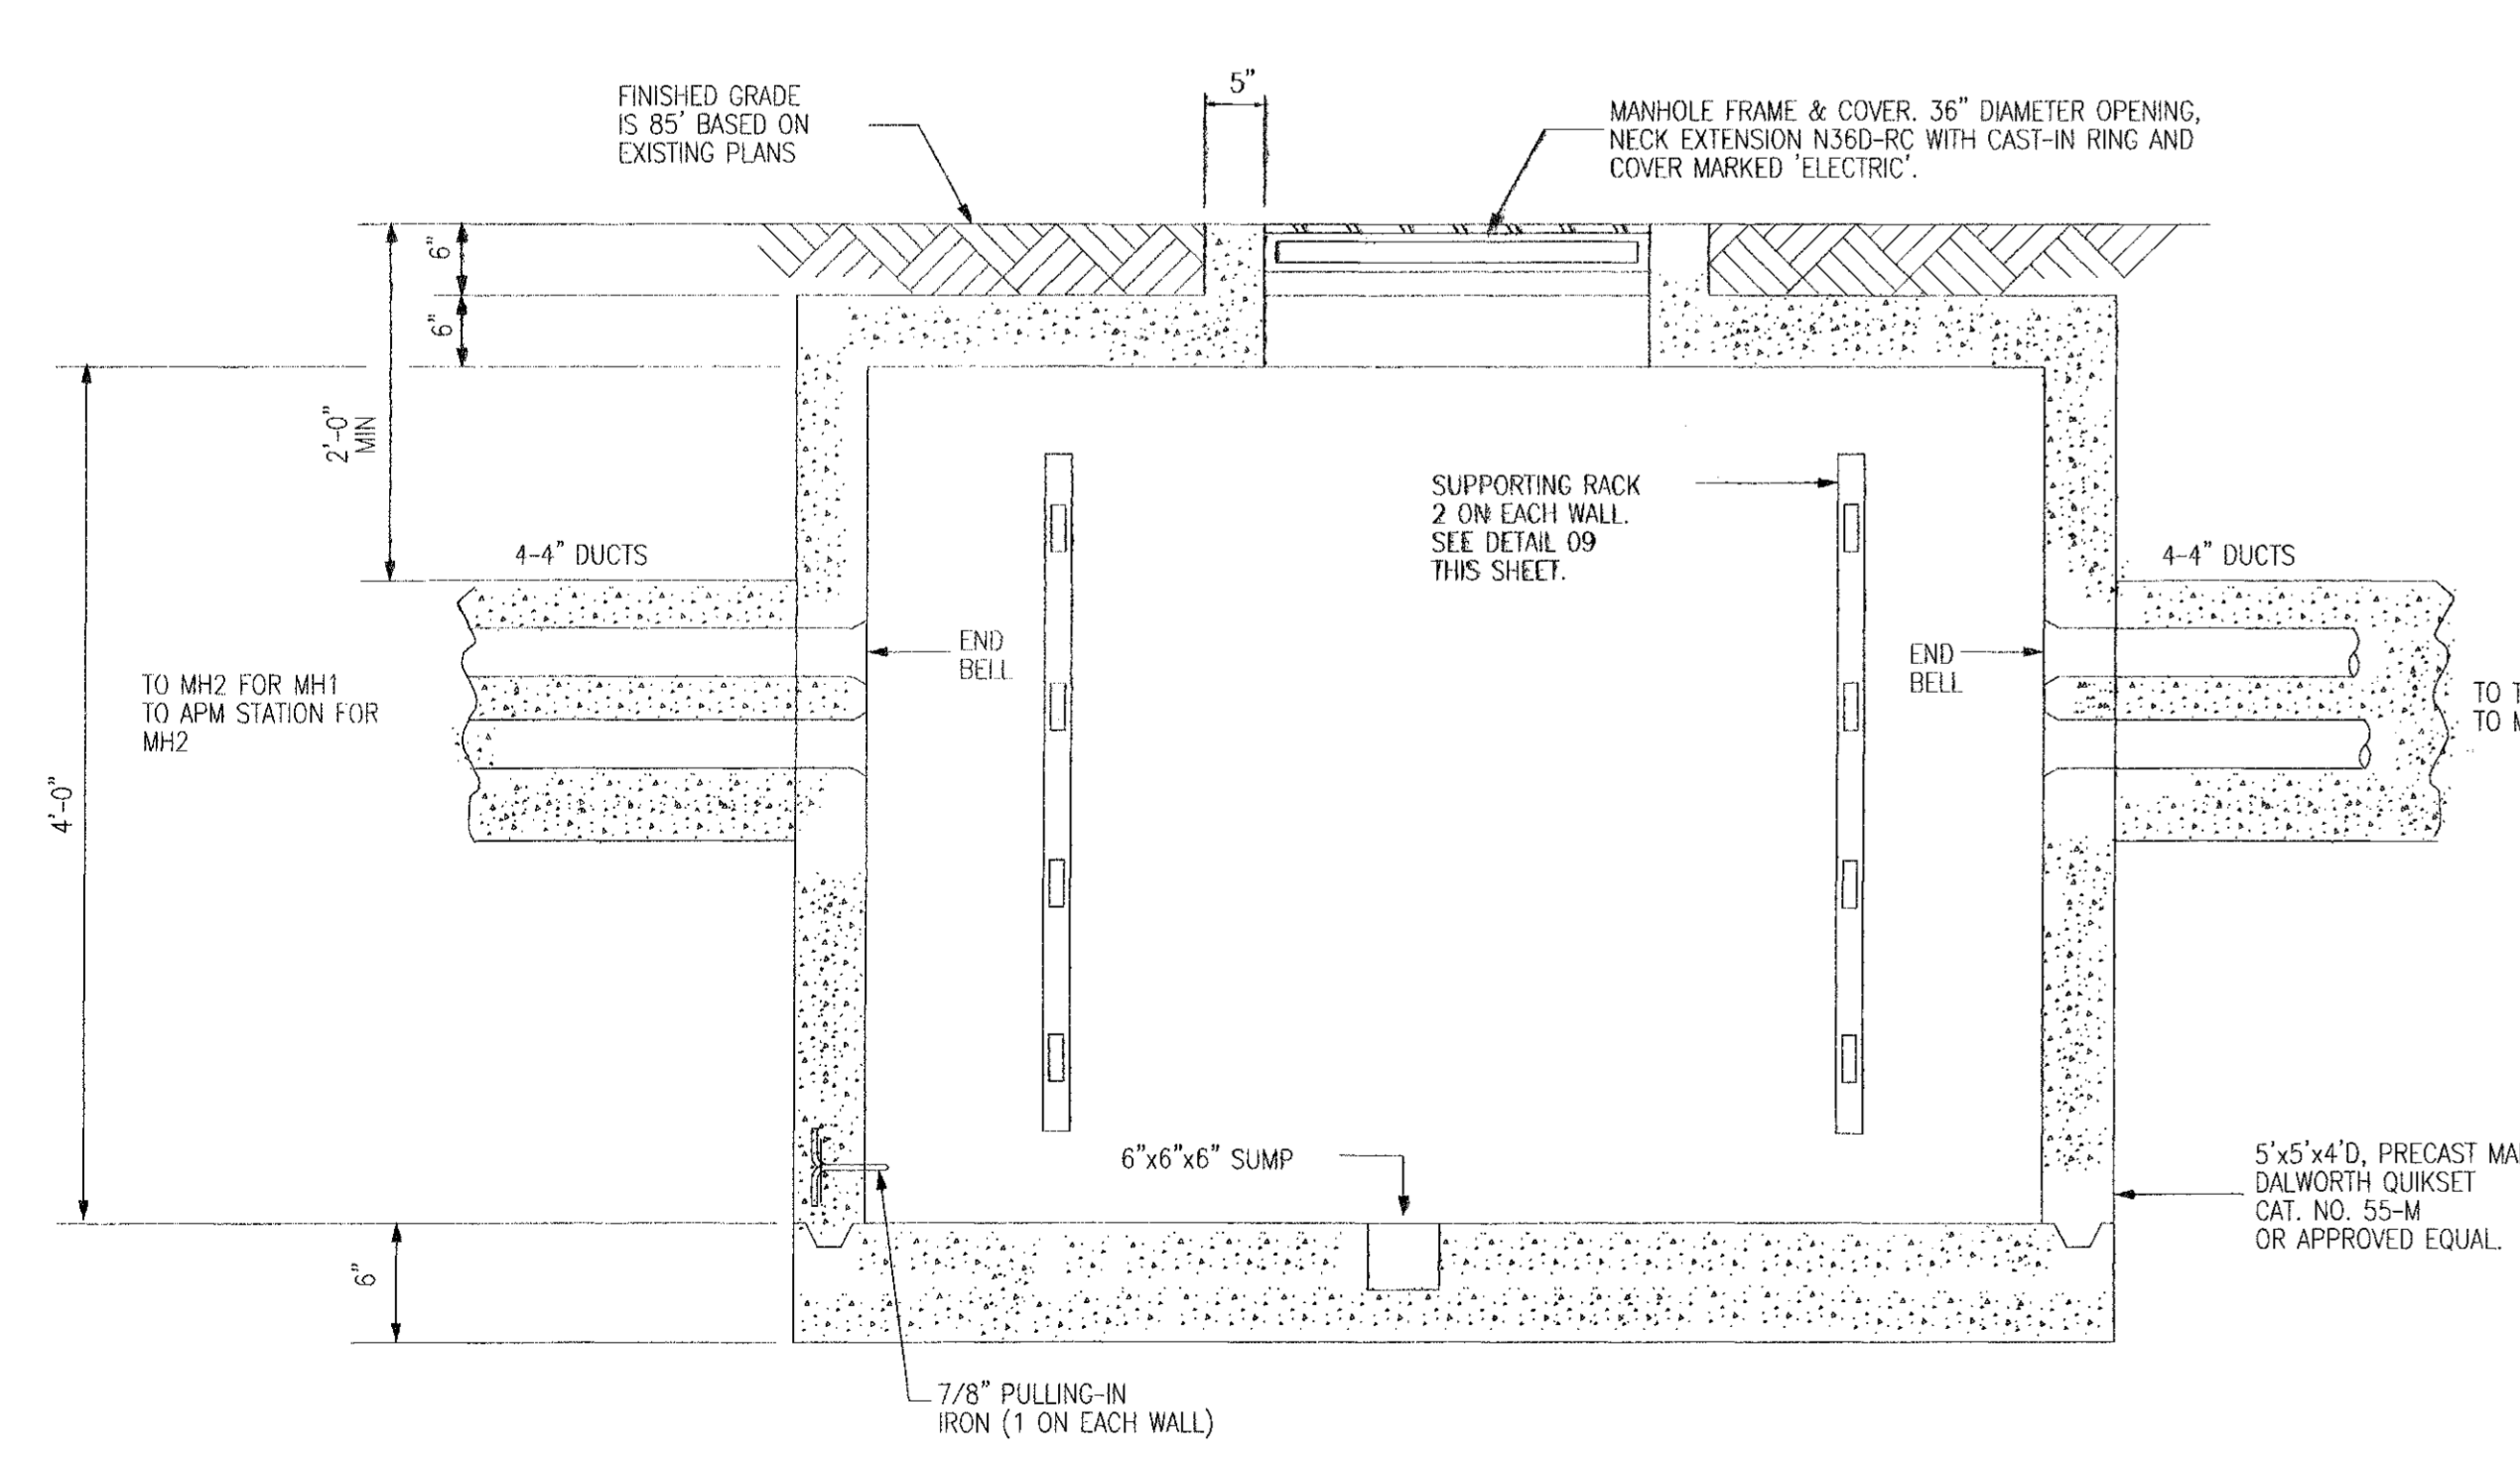 FINISHED GRADE
IS 85' BASED ON
EXISTING PLANS
5"
MANHOLE FRAME & COVER. 36" DIAMETER OPENING,
NECK EXTENSION N36D-RC WITH CAST-IN RING AND
COVER MARKED 'ELECTRIC'.
6"
6"
2'-0"
MIN
4-4" DUCTS
SUPPORTING RACK
2 ON EACH WALL.
SEE DETAIL 09
THIS SHEET.
4-4" DUCTS
END
BELL
END
BELL
TO MH2 FOR MH1
TO APM STATION FOR
MH2
TO
TO
4'-0"
6"x6"x6" SUMP
5'x5'x4'D, PRECAST
DALWORTH QUIKSET
CAT. NO. 55-M
OR APPROVED EQUAL.
6"
7/8" PULLING-IN
IRON (1 ON EACH WALL)